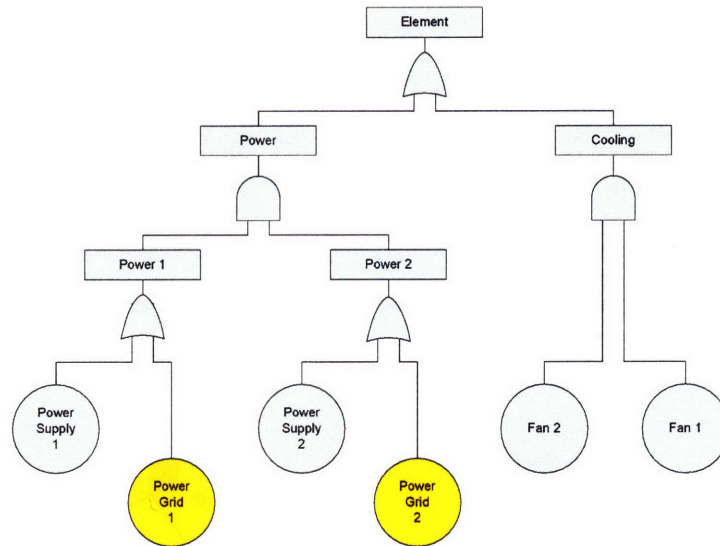 Element
Power
Cooling
Power 1
Power 2
Power
Supply
1
Power
Supply
2
Fan 2
Fan 1
Power
Grid
1
Power
Grid
2